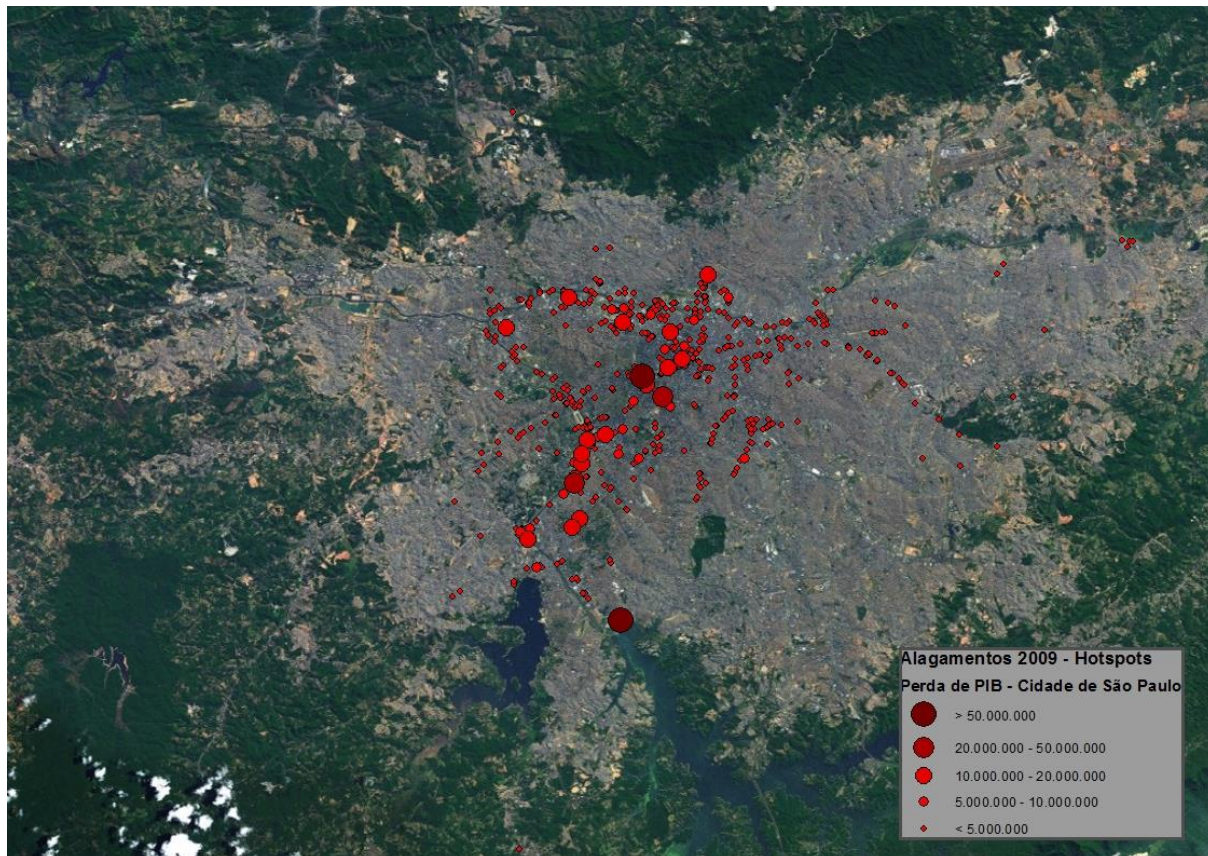 Alagamentos 2009 - Hotspots
Perda de PIB - Cidade de São Paulo
> 50.000.000
20.000.000 - 50.000.000
10.000.000 - 20.000.000
5.000.000 - 10.000.000
< 5.000.000